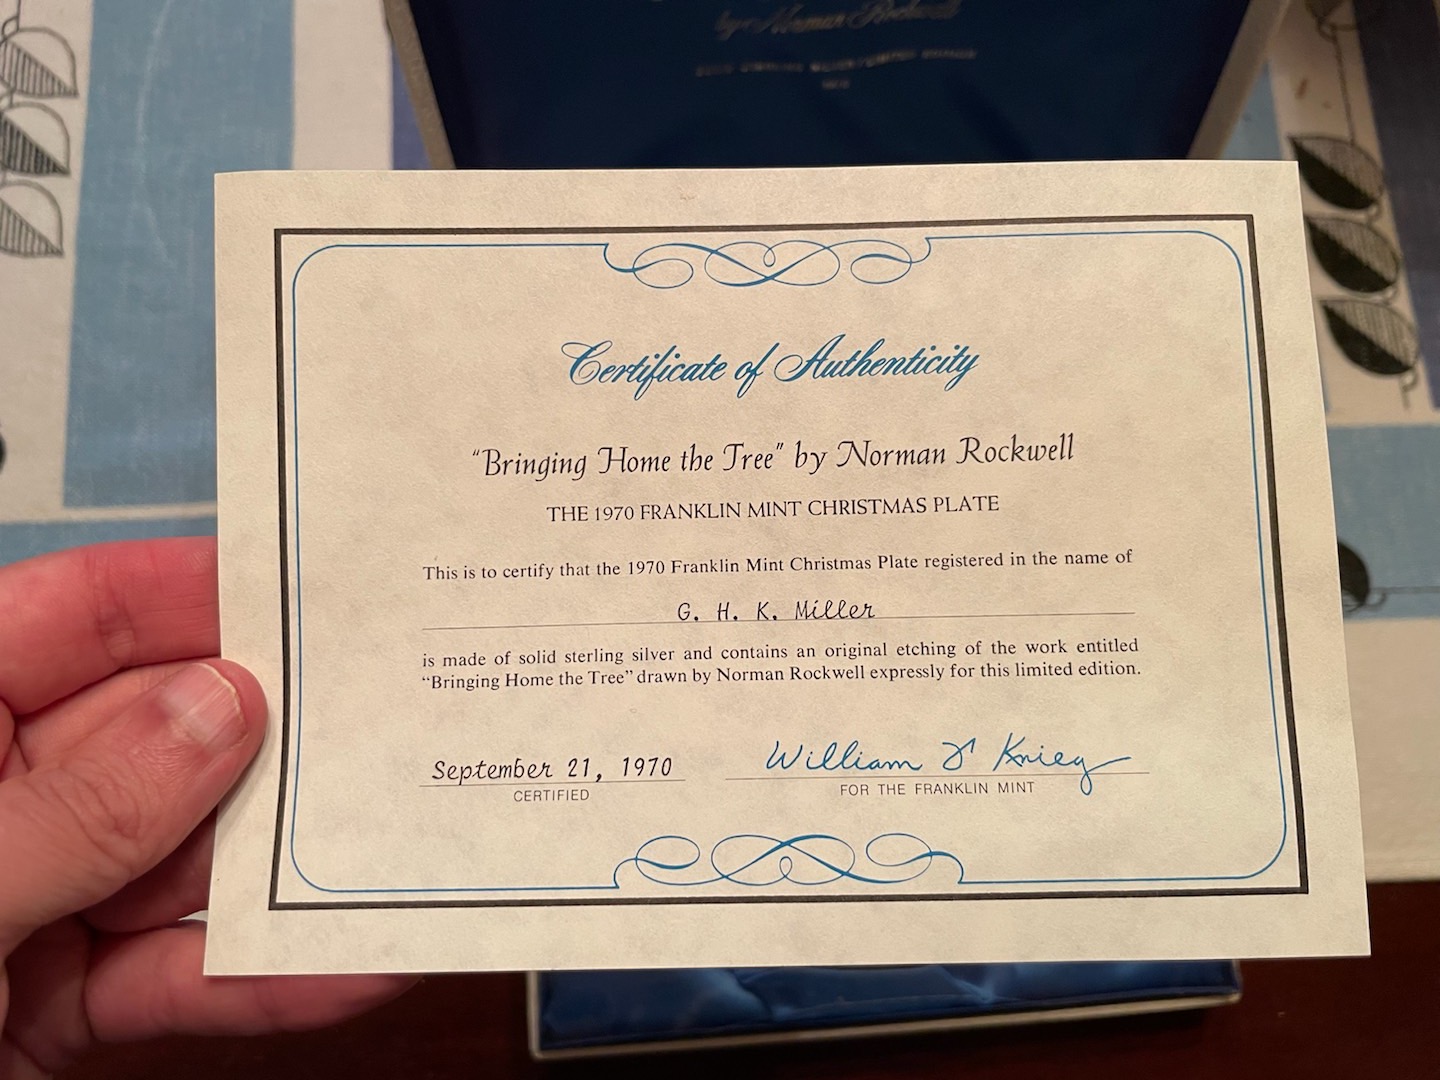 by Norman Rockwell
Certificate of Authenticity
"Bringing Home the Tree" by Norman Rockwell
THE 1970 FRANKLIN MINT CHRISTMAS PLATE
This is to certify that the 1970 Franklin Mint Christmas Plate registered in the name of
G. H. K. Miller
is made of solid sterling silver and contains an original etching of the work entitled
"Bringing Home the Tree" drawn by Norman Rockwell expressly for this limited edition.
September 21, 1970
CERTIFIED
William T Krieg
FOR THE FRANKLIN MINT